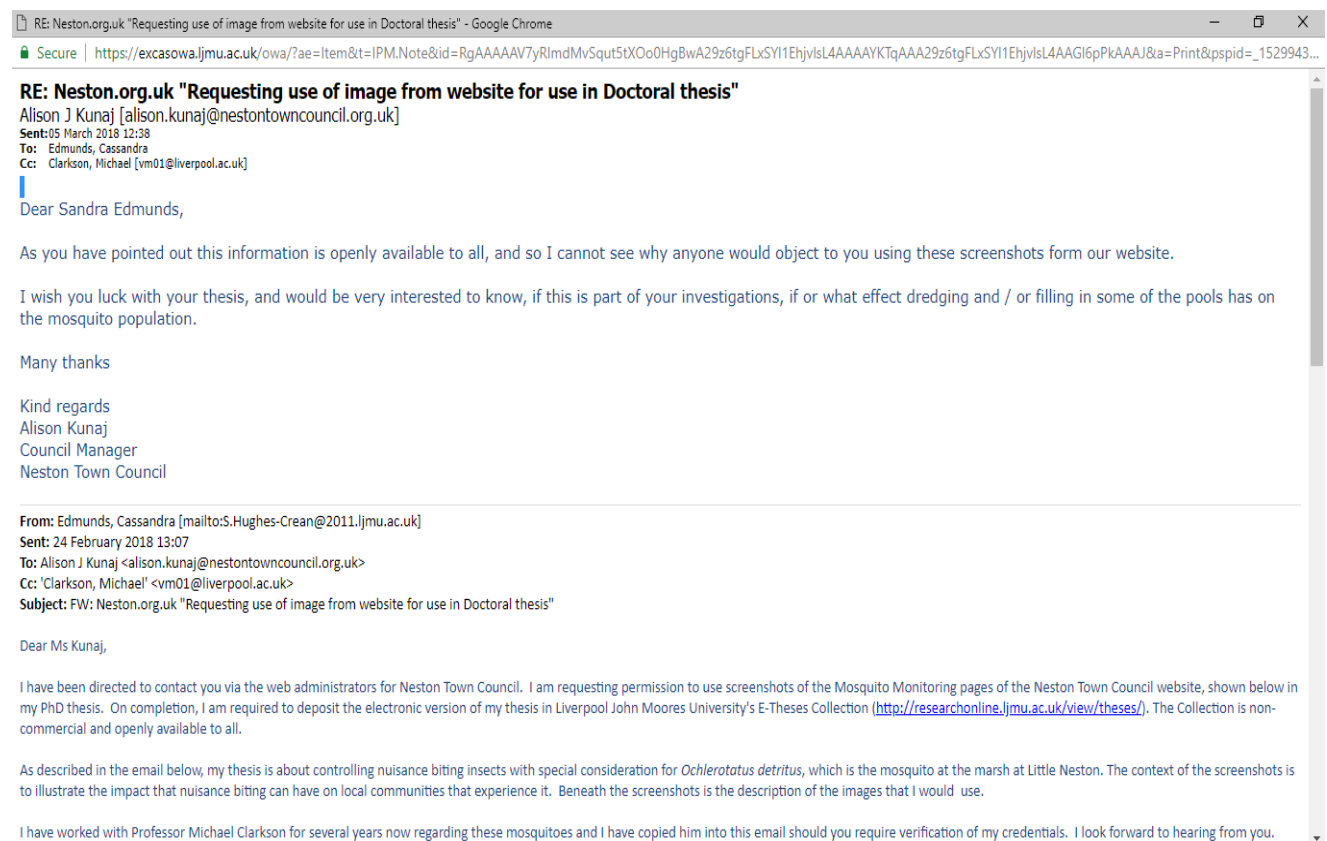 RE: Neston.org.uk "Requesting use of image from website for use in Doctoral thesis" - Google Chrome
Secure | https://excasowa.ljmu.ac.uk/owa/?ae=Item&t=IPM.Note&id=
RE: Neston.org.uk "Requesting use of image from website for use in Doctoral thesis"
Alison J Kunaj [alison.kunaj@nestontowncouncil.org.uk]
Sent:05 March 2018 12:38
To: Edmunds, Cassandra
Cc: Clarkson, Michael [vm01@liverpool.ac.uk]
Dear Sandra Edmunds,
As you have pointed out this information is openly available to all, and so I cannot see why anyone would object to you using these screenshots form our website.
I wish you luck with your thesis, and would be very interested to know, if this is part of your investigations, if or what effect dredging and / or filling in some of the pools has on
the mosquito population.
Many thanks
Kind regards
Alison Kunaj
Council Manager
Neston Town Council
From: Edmunds, Cassandra [mailto:S.Hughes-Crean@2011.ljmu.ac.uk]
Sent: 24 February 2018 13:07
To: Alison J Kunaj <alison.kunaj@nestontowncouncil.org.uk>
Cc: 'Clarkson, Michael' <vm01@liverpool.ac.uk>
Subject: FW: Neston.org.uk "Requesting use of image from website for use in Doctoral thesis"
Dear Ms Kunaj,
I have been directed to contact you via the web administrators for Neston Town Council. I am requesting permission to use screenshots of the Mosquito Monitoring pages of the Neston Town Council website, shown below in
my PhD thesis. On completion, I am required to deposit the electronic version of my thesis in Liverpool John Moores University's E-Theses Collection (http://researchonline.ljmu.ac.uk/view/theses/). The Collection is non-
commercial and openly available to all.
As described in the email below, my thesis is about controlling nuisance biting insects with special consideration for Ochlerotatus detritus, which is the mosquito at the marsh at Little Neston. The context of the screenshots is
to illustrate the impact that nuisance biting can have on local communities that experience it. Beneath the screenshots is the description of the images that I would use.
I have worked with Professor Michael Clarkson for several years now regarding these mosquitoes and I have copied him into this email should you require verification of my credentials. I look forward to hearing from you.